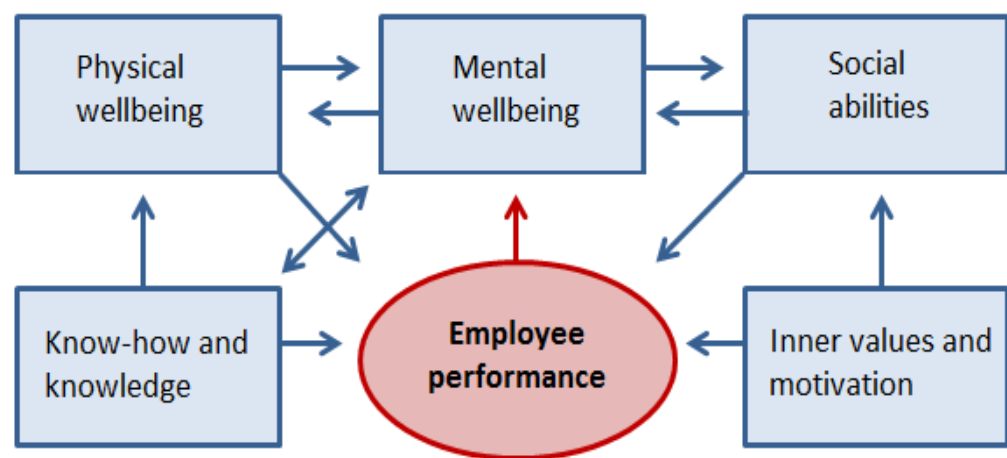 Physical
wellbeing
Mental
wellbeing
Social
abilities
Know-how and
knowledge
Employee
performance
Inner values and
motivation